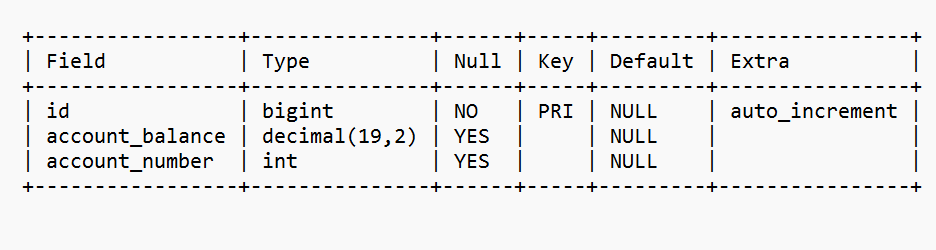 +-----------------+---------------+------+-----+---------+----------------+
| Field           | Type          | Null | Key | Default | Extra          |
+-----------------+---------------+------+-----+---------+----------------+
| id              | bigint        | NO   | PRI | NULL    | auto_increment |
| account_balance | decimal(19,2) | YES  |     | NULL    |                |
| account_number  | int           | YES  |     | NULL    |                |
+-----------------+---------------+------+-----+---------+----------------+